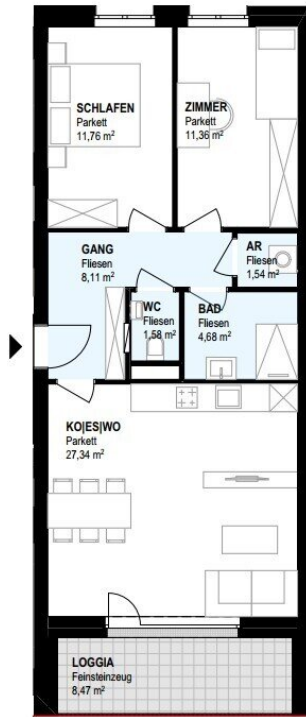 SCHLAFEN
Parkett
11,76 m²
ZIMMER
Parkett
11,36 m²
GANG
Fliesen
8,11 m²
AR
Fliesen
1,54 m²
WC
Fliesen
1,58 m²
BAD
Fliesen
4,68 m²
KO|ES|WO
Parkett
27,34 m²
LOGGIA
Feinsteinzeug
8,47 m²